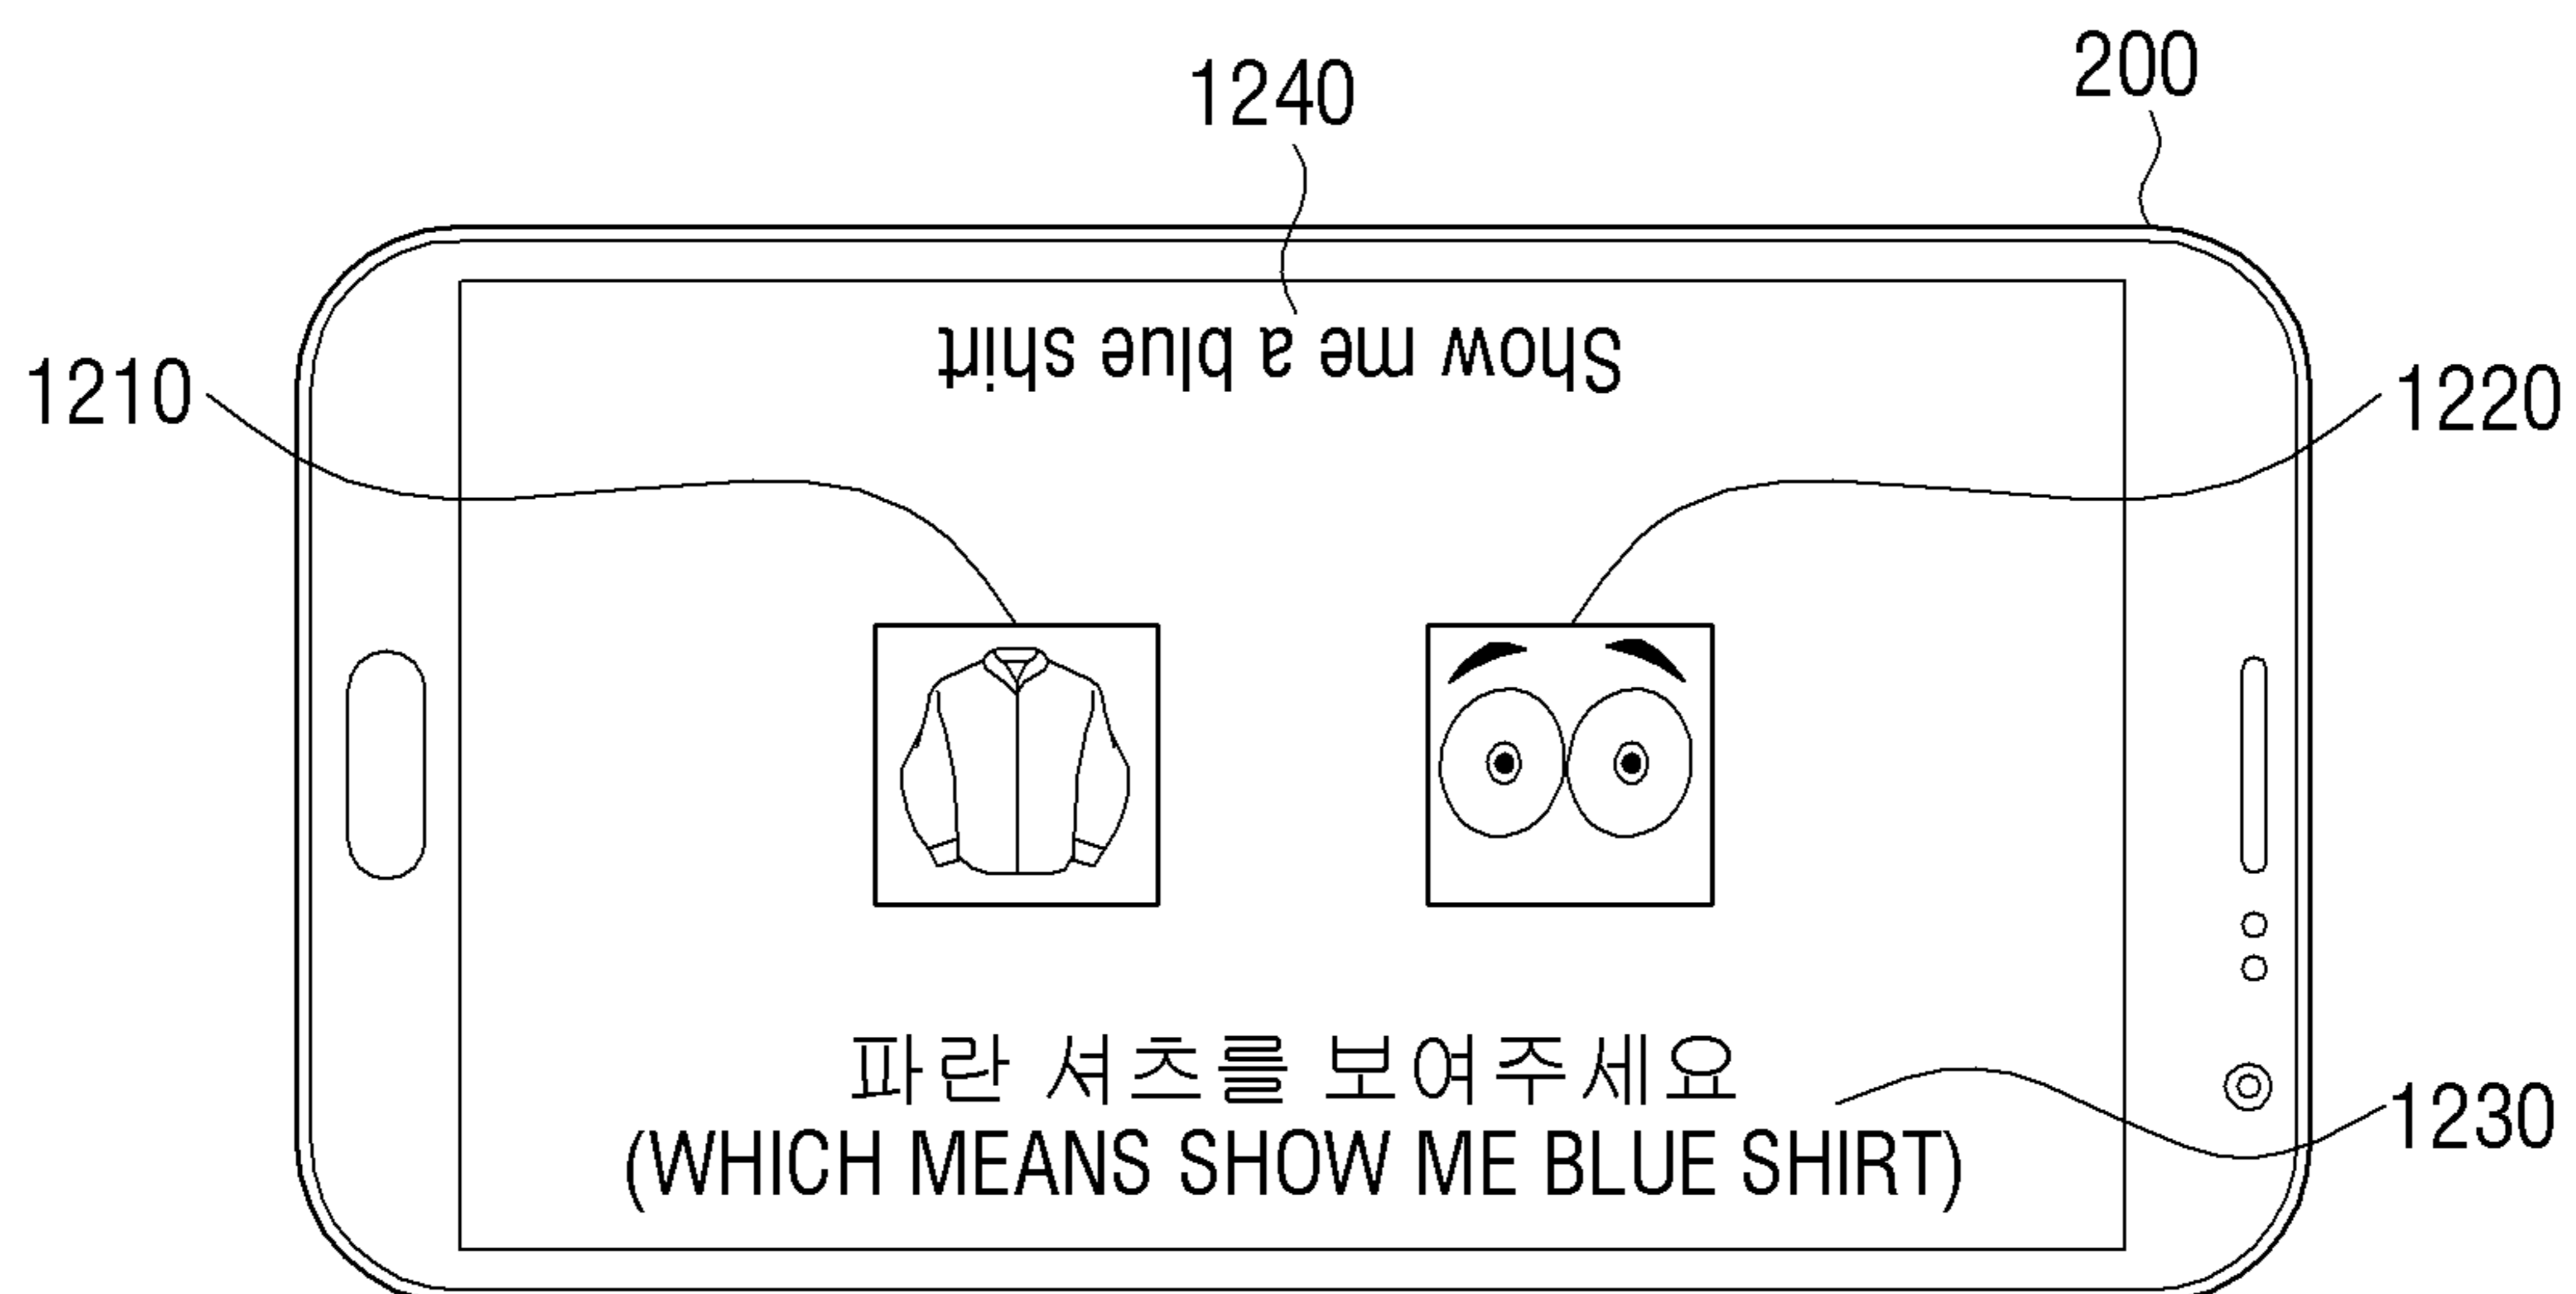 200
1240
Show me a blue shirt
1210
1220
파란 셔츠를 보여주세요
(WHICH MEANS SHOW ME BLUE SHIRT)
1230